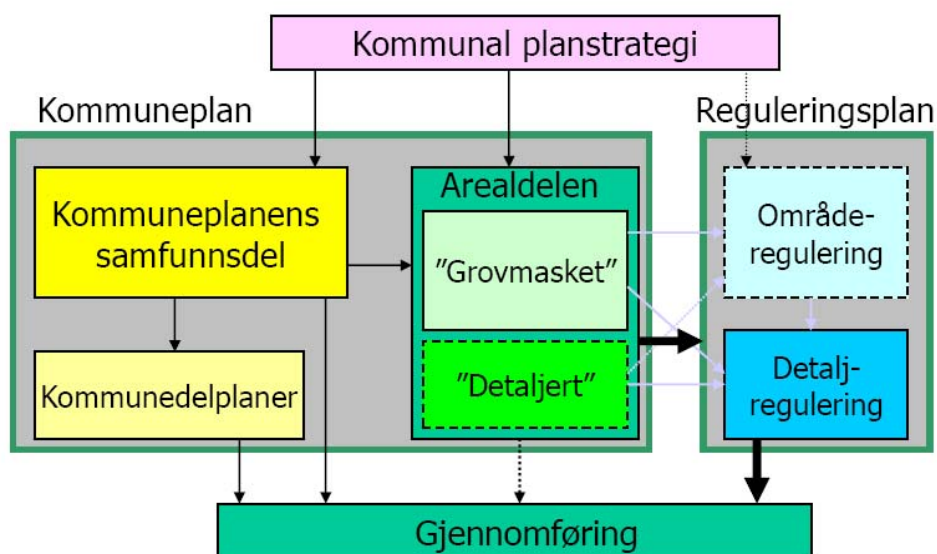 Kommunal planstrategi
Kommuneplan
Reguleringsplan
Kommuneplanens
samfunnsdel
Arealdelen
”Grovmasket”
Område-
regulering
Kommunedelplaner
”Detaljert”
Detalj-
regulering
Gjennomføring